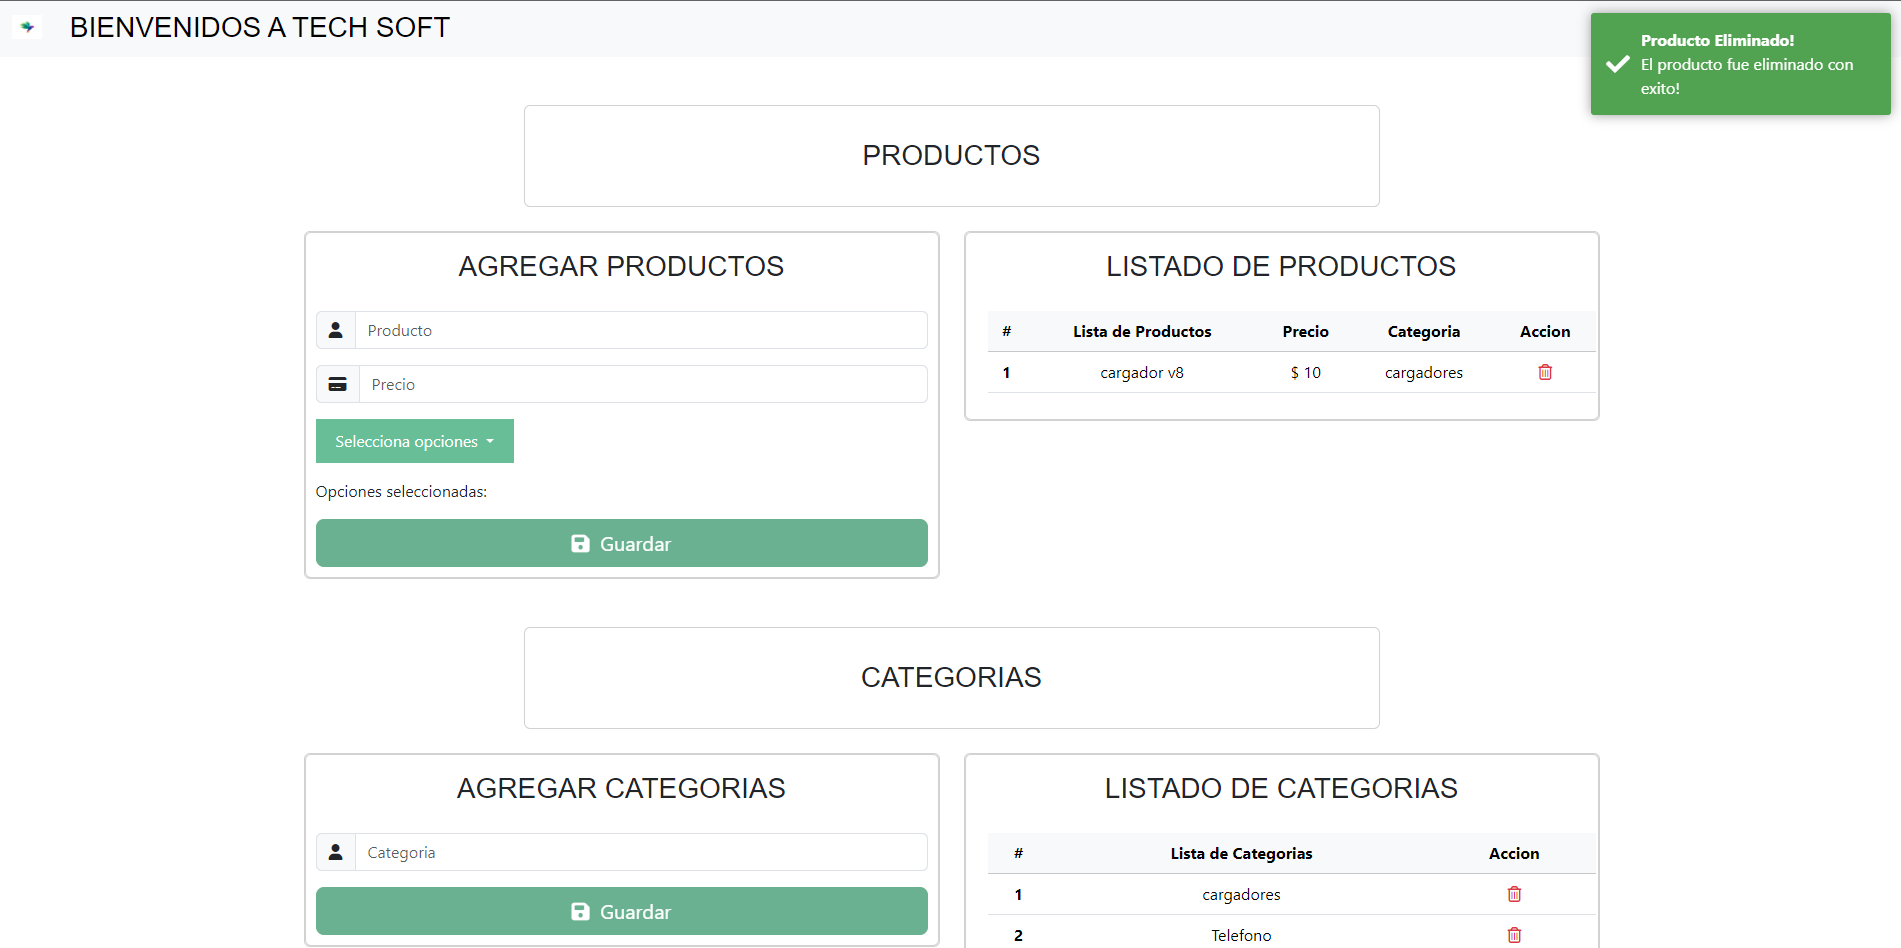 BIENVENIDOS A TECH SOFT
Producto Eliminado!
El producto fue eliminado con
exito!
PRODUCTOS
AGREGAR PRODUCTOS
Producto
Precio
Selecciona opciones
Opciones seleccionadas:
Guardar
LISTADO DE PRODUCTOS
# Lista de Productos Precio Categoria Accion
1 cargador v8 $ 10 cargadores
CATEGORIAS
AGREGAR CATEGORIAS
Categoria
Guardar
LISTADO DE CATEGORIAS
# Lista de Categorias Accion
1 cargadores
2 Telefono